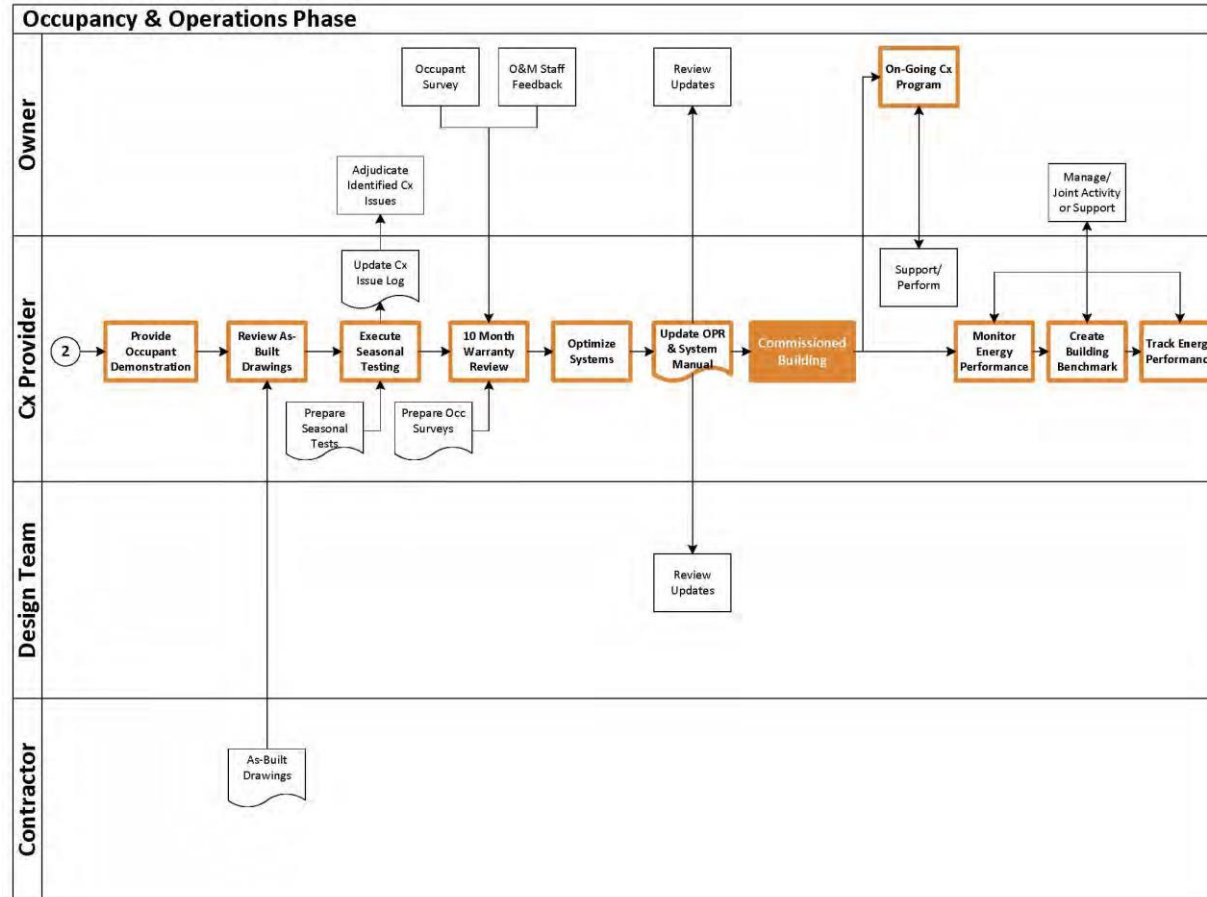 Occupancy & Operations Phase
Owner
Occupant
Survey
O&M Staff
Feedback
Review
Updates
On-Going Cx
Program
Adjudicate
Identified Cx
Issues
Manage/
Joint Activity
or Support
Cx Provider
Update Cx
Issue Log
Support/
Perform
2
Provide
Occupant
Demonstration
Review As-
Built
Drawings
Execute
Seasonal
Testing
10 Month
Warranty
Review
Optimize
Systems
Update OPR
& System
Manual
Commissioned
Building
Monitor
Energy
Performance
Create
Building
Benchmark
Track Energy
Performance
Prepare
Seasonal
Tests
Prepare Occ
Surveys
Design Team
Review
Updates
Contractor
As-Built
Drawings